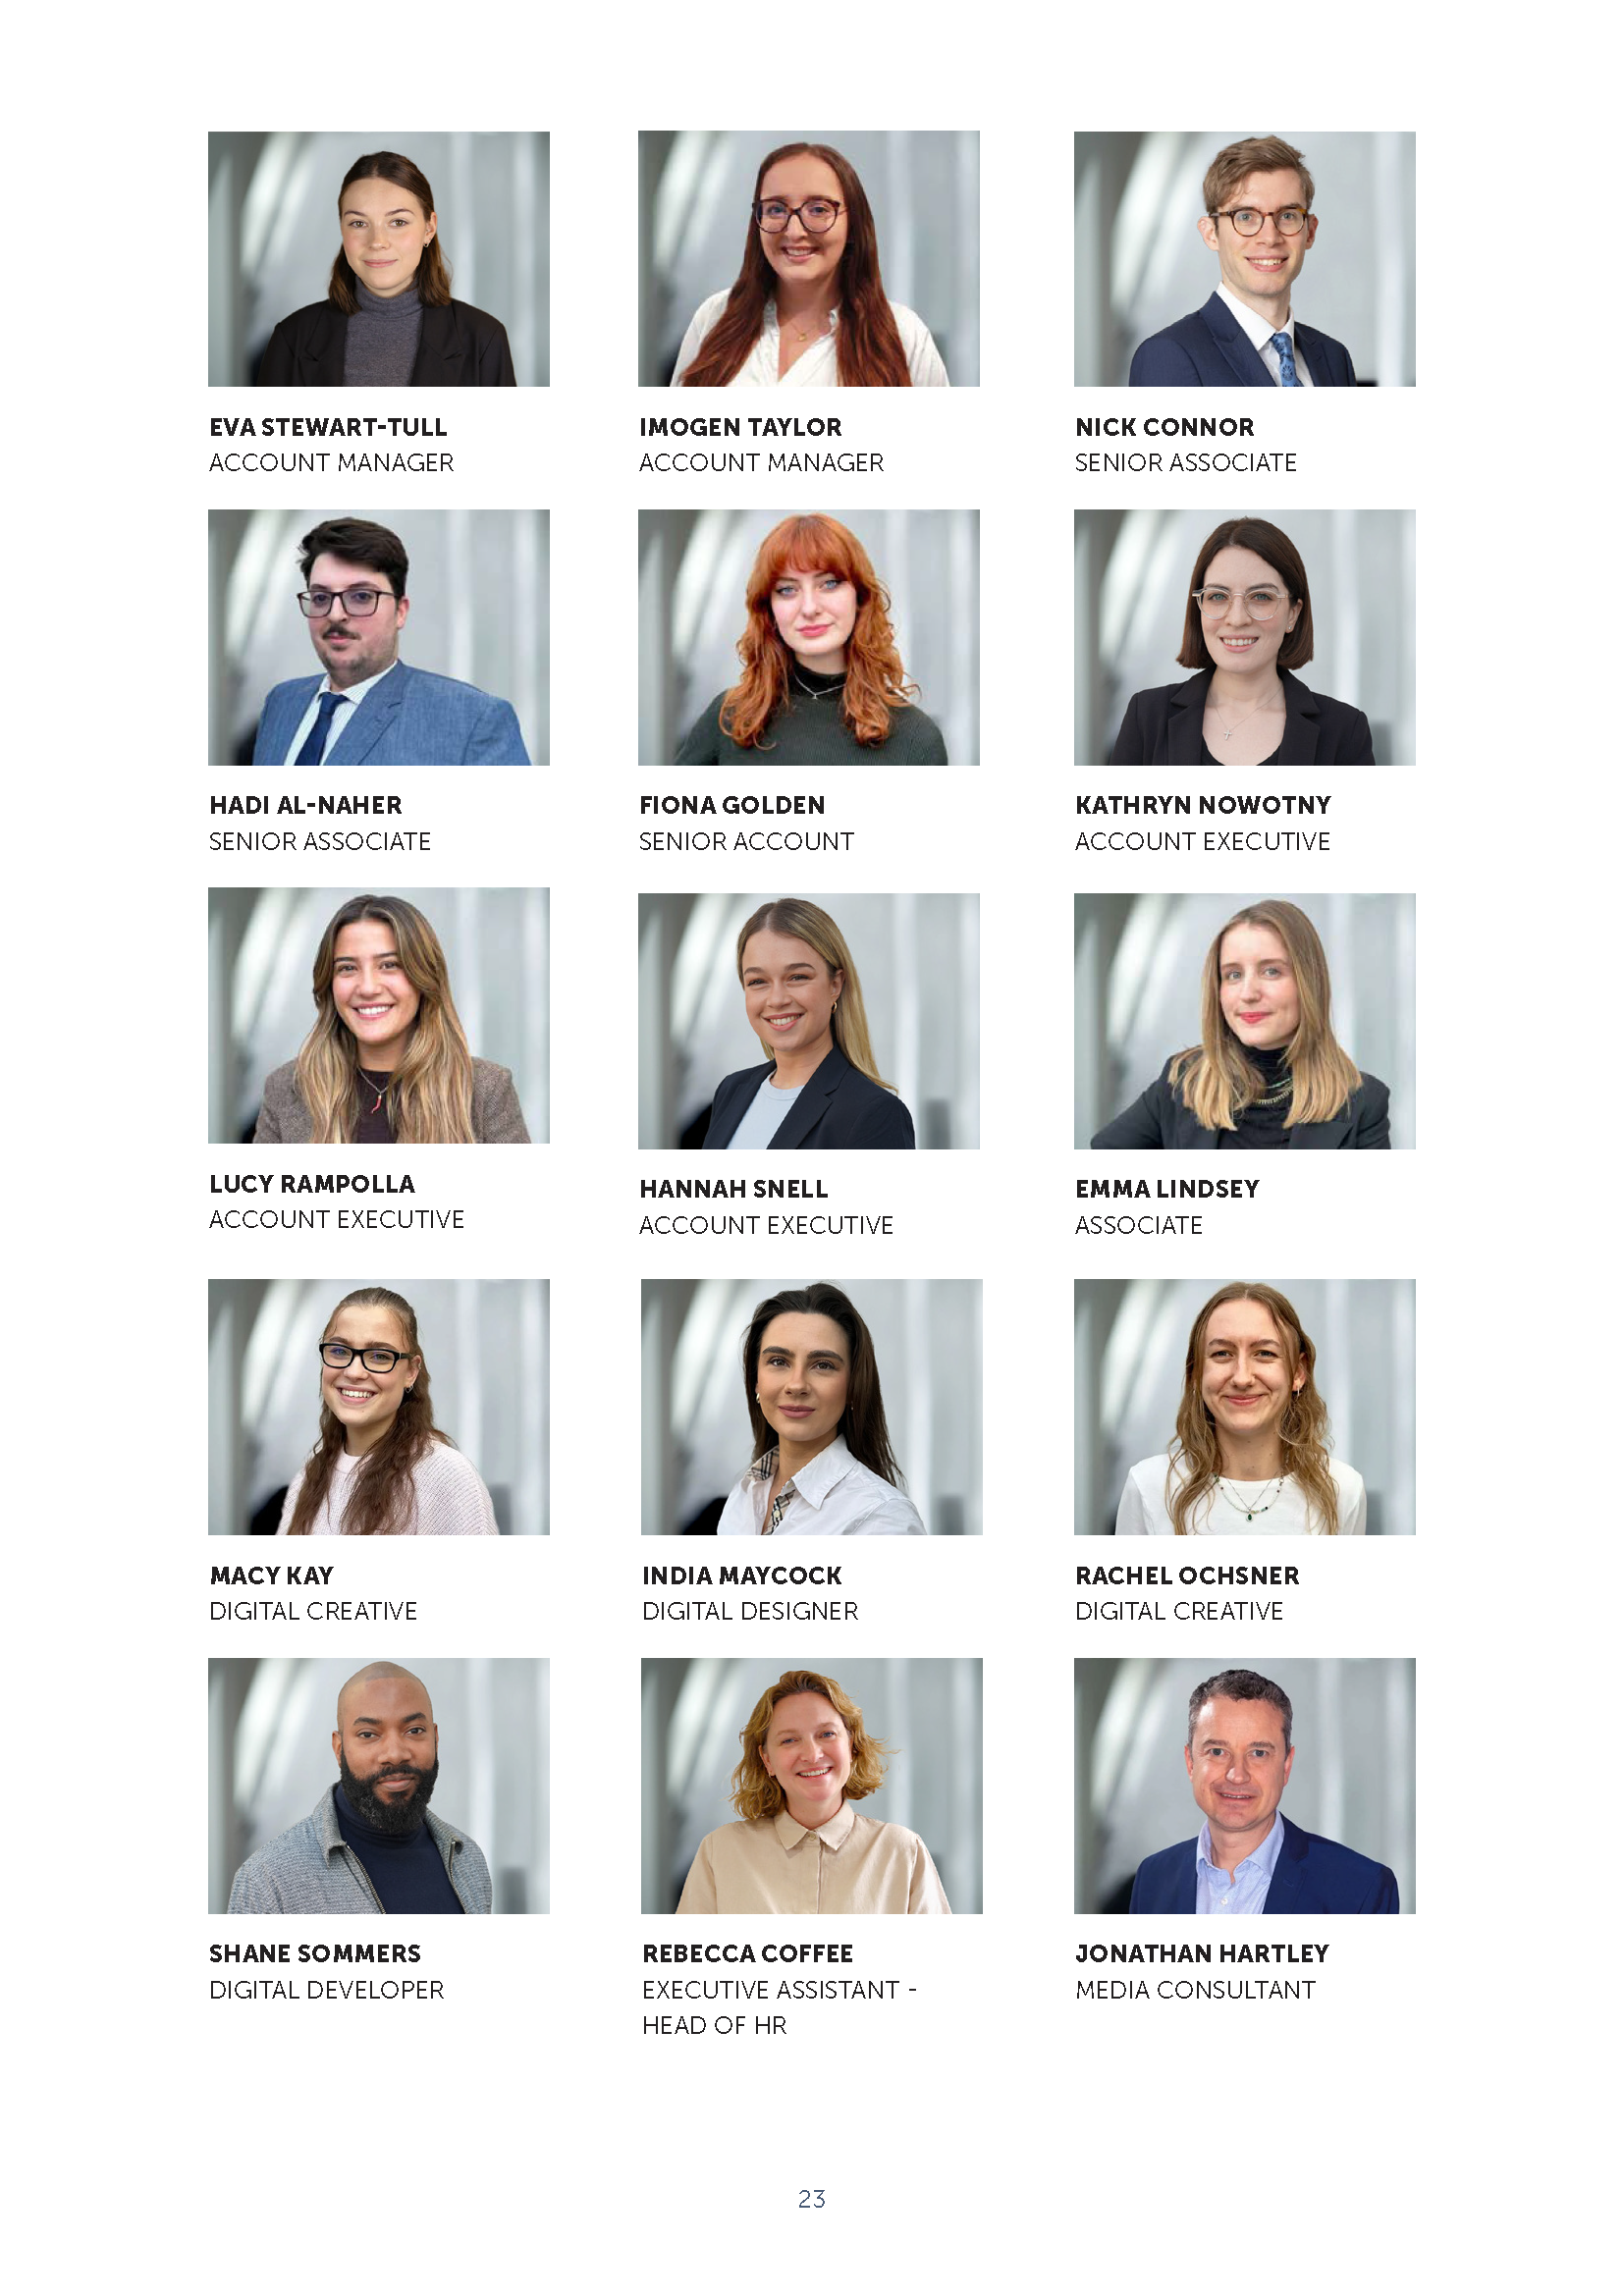 EVA STEWART-TULL
ACCOUNT MANAGER
IMOGEN TAYLOR
ACCOUNT MANAGER
NICK CONNOR
SENIOR ASSOCIATE
HADI AL-NAHER
SENIOR ASSOCIATE
FIONA GOLDEN
SENIOR ACCOUNT
KATHRYN NOWOTNY
ACCOUNT EXECUTIVE
LUCY RAMPOLLA
ACCOUNT EXECUTIVE
HANNAH SNELL
ACCOUNT EXECUTIVE
EMMA LINDSEY
ASSOCIATE
MACY KAY
DIGITAL CREATIVE
INDIA MAYCOCK
DIGITAL DESIGNER
RACHEL OCHSNER
DIGITAL CREATIVE
SHANE SOMMERS
DIGITAL DEVELOPER
REBECCA COFFEE
EXECUTIVE ASSISTANT -
HEAD OF HR
JONATHAN HARTLEY
MEDIA CONSULTANT
23